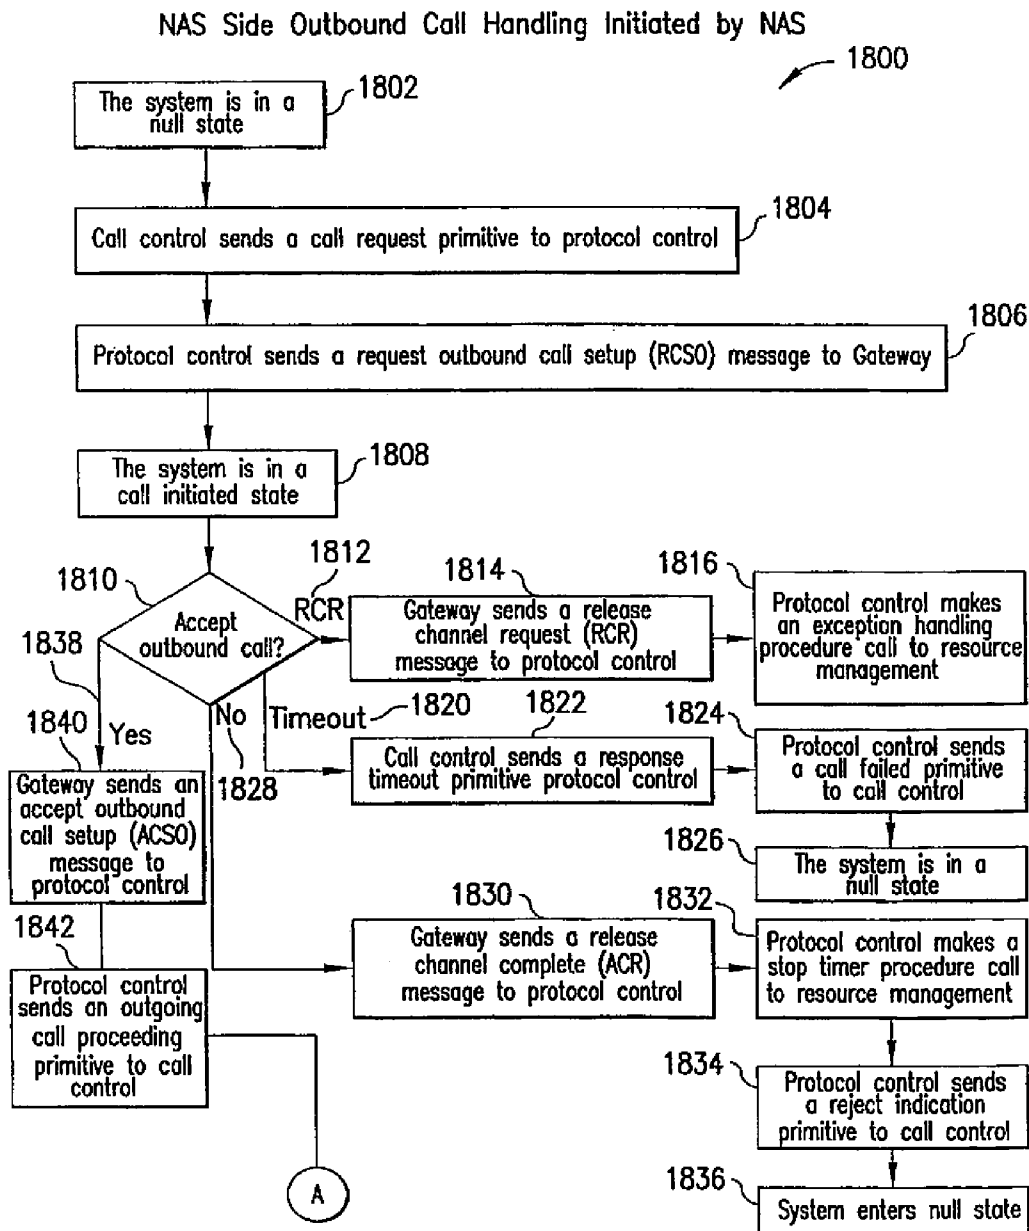 NAS Side Outbound Call Handling Initiated by NAS
1800
1802
The system is in a
null state
1804
Call control sends a call request primitive to protocol control
1806
Protocol control sends a request outbound call setup (RCSO) message to Gateway
1808
The system is in a
call initiated state
1810
Accept
outbound call?
1812
RCR
1814
Gateway sends a release
channel request (RCR)
message to protocol control
1816
Protocol control makes
an exception handling
procedure call to resource
management
1838
Yes
No
1828
Timeout
1820
1822
Call control sends a response
timeout primitive protocol control
1824
Protocol control sends
a call failed primitive
to call control
1826
The system is in a
null state
1840
Gateway sends an
accept outbound
call setup (ACSO)
message to
protocol control
1830
Gateway sends a release
channel complete (ACR)
message to protocol control
1832
Protocol control makes a
stop timer procedure call
to resource management
1842
Protocol control
sends an outgoing
call proceeding
primitive to call
control
1834
Protocol control sends
a reject indication
primitive to call control
1836
System enters null state
A